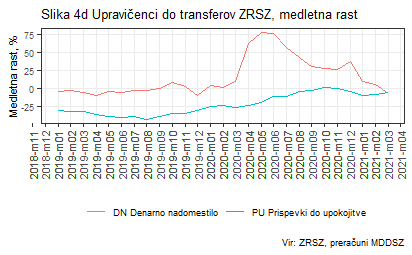 Slika 4d Upravičenci do transferov ZRSZ, medletna rast
Medletna rast, %
75
50
25
0
-25
2018-m11
2018-m12
2019-m01
2019-m02
2019-m03
2019-m04
2019-m05
2019-m06
2019-m07
2019-m08
2019-m09
2019-m10
2019-m11
2019-m12
2020-m01
2020-m02
2020-m03
2020-m04
2020-m05
2020-m06
2020-m07
2020-m08
2020-m09
2020-m10
2020-m11
2020-m12
2021-m01
2021-m02
2021-m03
2021-m04
DN Denarno nadomestilo PU Prispevki do upokojitve
Vir: ZRSZ, preračuni MDDSZ